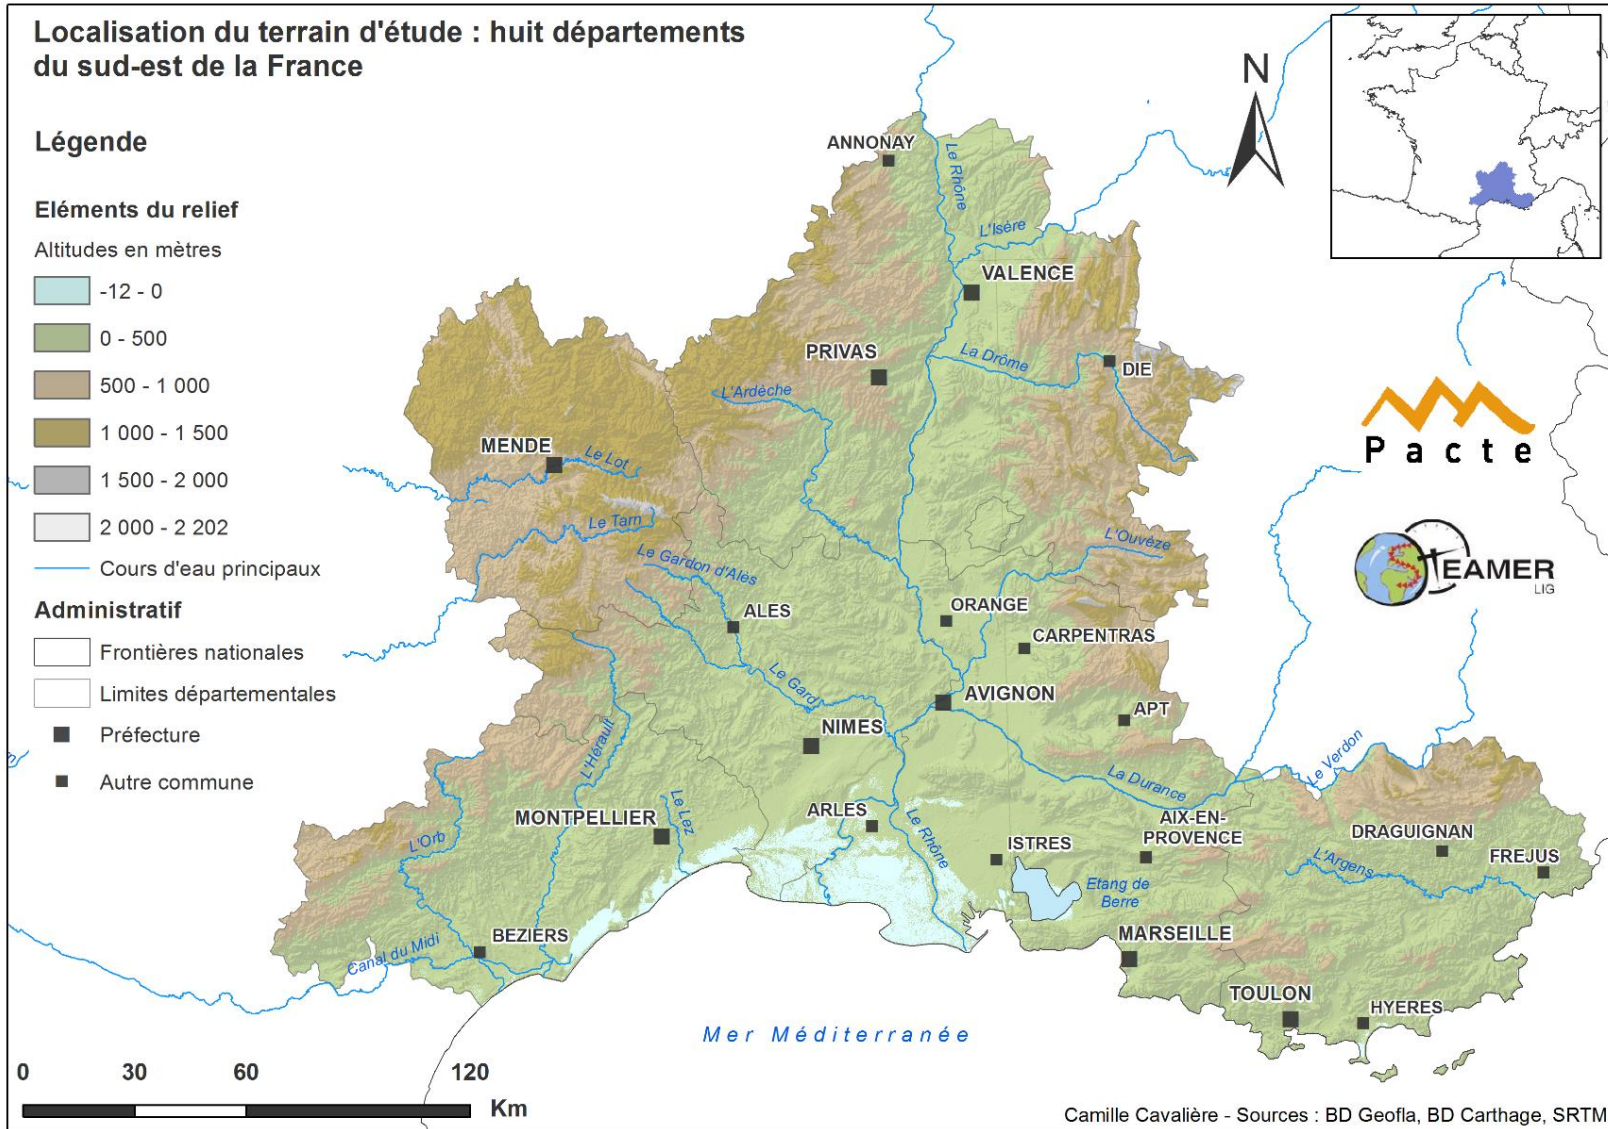 Localisation du terrain d'étude : huit départements
du sud-est de la France
Légende
Eléments du relief
Altitudes en mètres
-12 - 0
0 - 500
500 - 1 000
1 000 - 1 500
1 500 - 2 000
2 000 - 2 202
Cours d'eau principaux
Administratif
Frontières nationales
Limites départementales
Préfecture
Autre commune
N
ANNONAY
Le Rhône
L'Isère
VALENCE
PRIVAS
La Drôme
DIE
L'Ardèche
MENDE
Le Lot
Le Tarn
L'Ouvèze
Le Gardon d'Alès
ALES
ORANGE
CARPENTRAS
Le Gard
AVIGNON
APT
NIMES
L'Hérault
Le Verdon
La Durance
Le Lez
MONTPELLIER
ARLES
Le Rhône
AIX-EN-
PROVENCE
ISTRES
DRAGUIGNAN
L'Orb
L'Argens
FREJUS
Etang de
Berre
BEZIERS
Canal du Midi
MARSEILLE
TOULON
HYERES
Mer Méditerranée
Pacte
STEAMER
LIG
0 30 60 120
Km
Camille Cavalière - Sources : BD Geofla, BD Carthage, SRTM